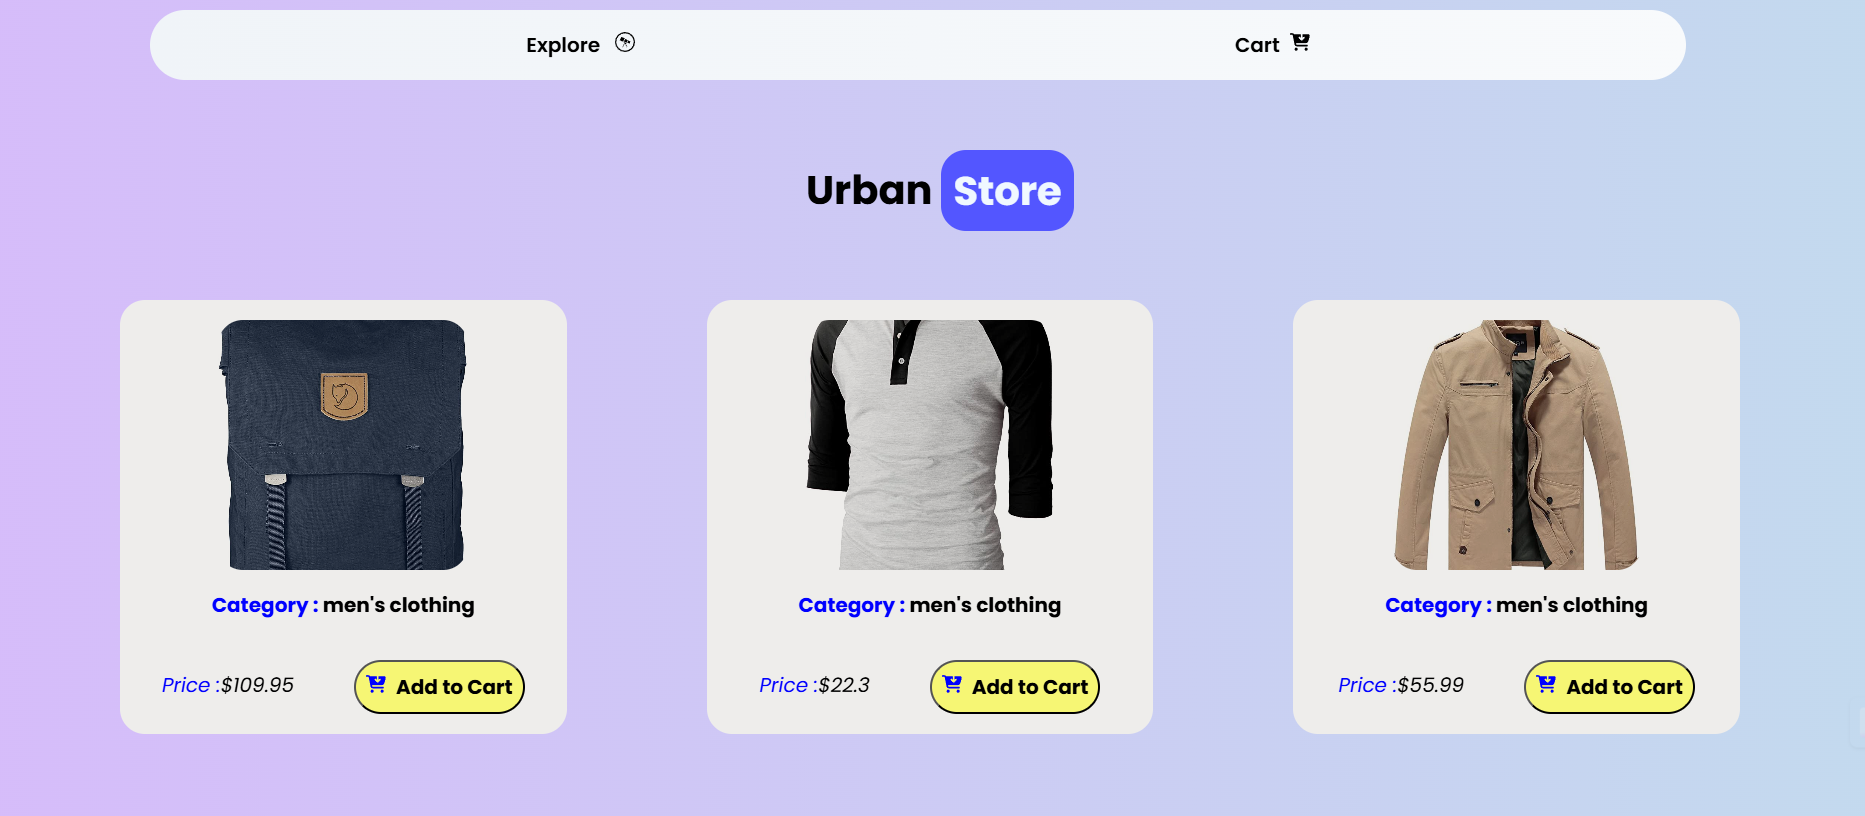 Explore
Cart
Urban Store
Category : men's clothing
Price :$109.95
Add to Cart
Category : men's clothing
Price :$22.3
Add to Cart
Category : men's clothing
Price :$55.99
Add to Cart